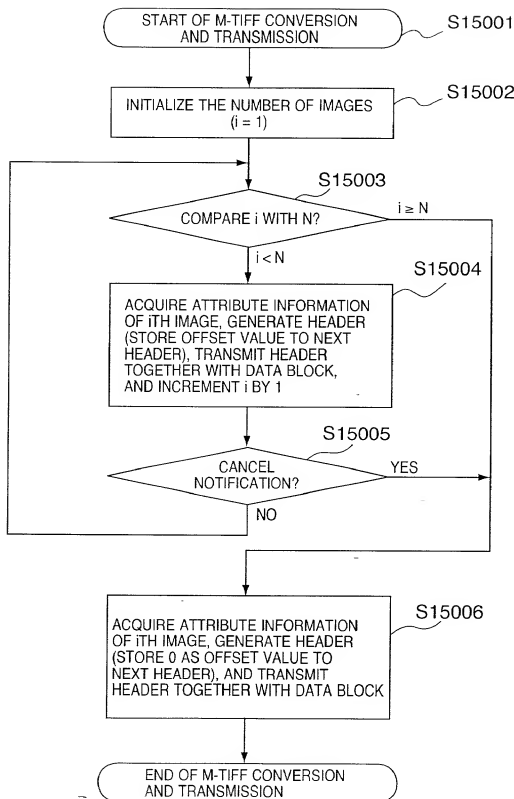 START OF M-TIFF CONVERSION
AND TRANSMISSION
S15001
INITIALIZE THE NUMBER OF IMAGES
(i = 1)
S15002
S15003
COMPARE i WITH N?
i ≥ N
i < N
S15004
ACQUIRE ATTRIBUTE INFORMATION
OF iTH IMAGE, GENERATE HEADER
(STORE OFFSET VALUE TO NEXT
HEADER), TRANSMIT HEADER
TOGETHER WITH DATA BLOCK,
AND INCREMENT i BY 1
S15005
CANCEL
NOTIFICATION?
YES
NO
S15006
ACQUIRE ATTRIBUTE INFORMATION
OF iTH IMAGE, GENERATE HEADER
(STORE 0 AS OFFSET VALUE TO
NEXT HEADER), AND TRANSMIT
HEADER TOGETHER WITH DATA BLOCK
END OF M-TIFF CONVERSION
AND TRANSMISSION